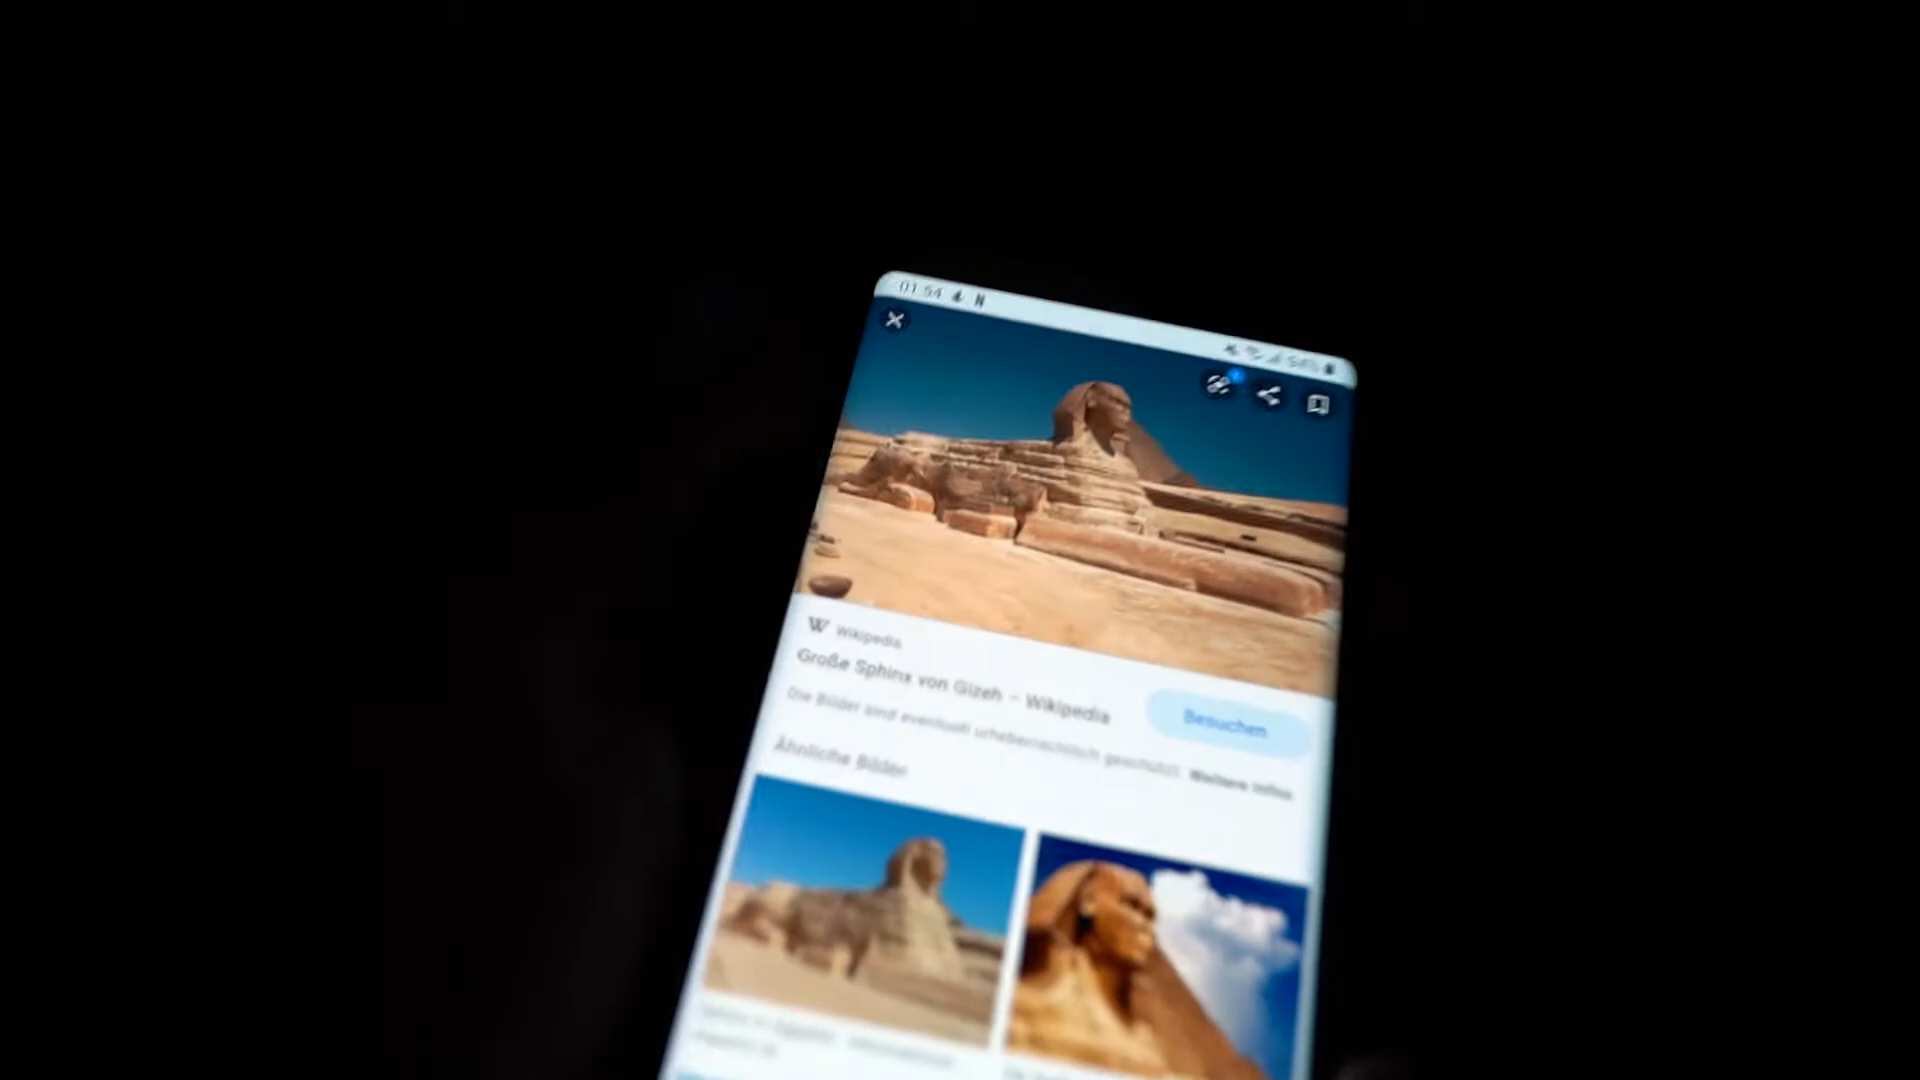 01:54
W Wikipedia
Große Sphinx von Gizeh – Wikipedia
Besuchen
Die Bilder sind eventuell urheberrechtlich geschützt. Weitere Infos
Ähnliche Bilder